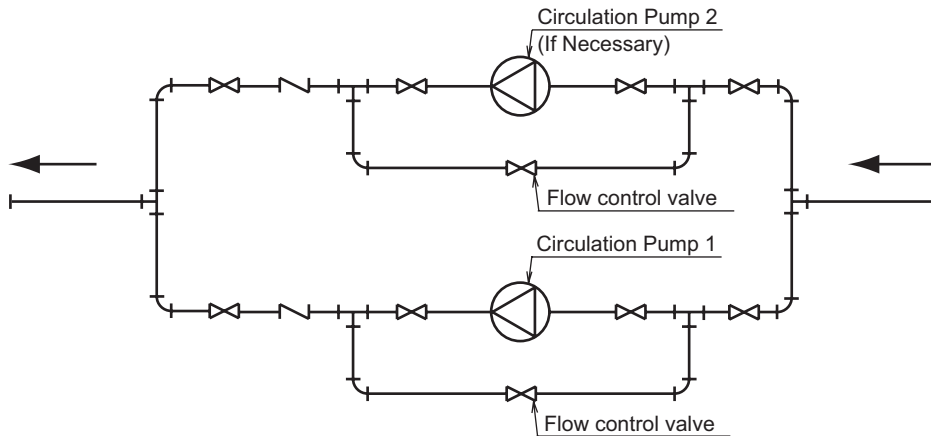 Circulation Pump 2
(If Necessary)
Flow control valve
Circulation Pump 1
Flow control valve